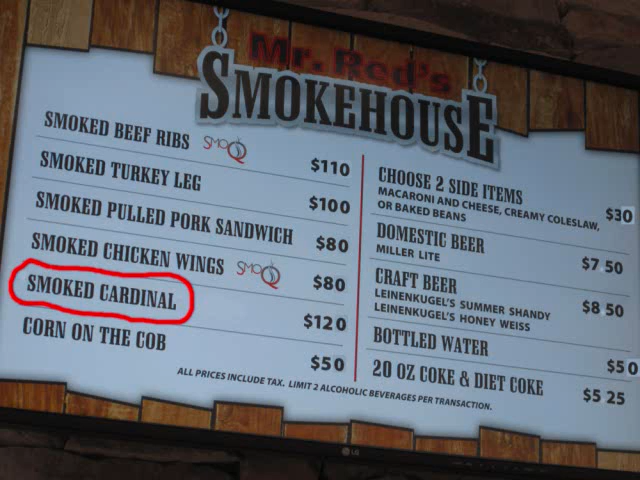 Mr. Red's
SMOKEHOUSE
SMOKED BEEF RIBS SMOQ $110
SMOKED TURKEY LEG $100
SMOKED PULLED PORK SANDWICH $80
SMOKED CHICKEN WINGS SMOQ $80
SMOKED CARDINAL $120
CORN ON THE COB $50
CHOOSE 2 SIDE ITEMS $30
MACARONI AND CHEESE, CREAMY COLESLAW,
OR BAKED BEANS
DOMESTIC BEER $7.50
MILLER LITE
CRAFT BEER $8.50
LEINENKUGEL'S SUMMER SHANDY
LEINENKUGEL'S HONEY WEISS
BOTTLED WATER $50
20 OZ COKE & DIET COKE $5.25
ALL PRICES INCLUDE TAX. LIMIT 2 ALCOHOLIC BEVERAGES PER TRANSACTION.
LG